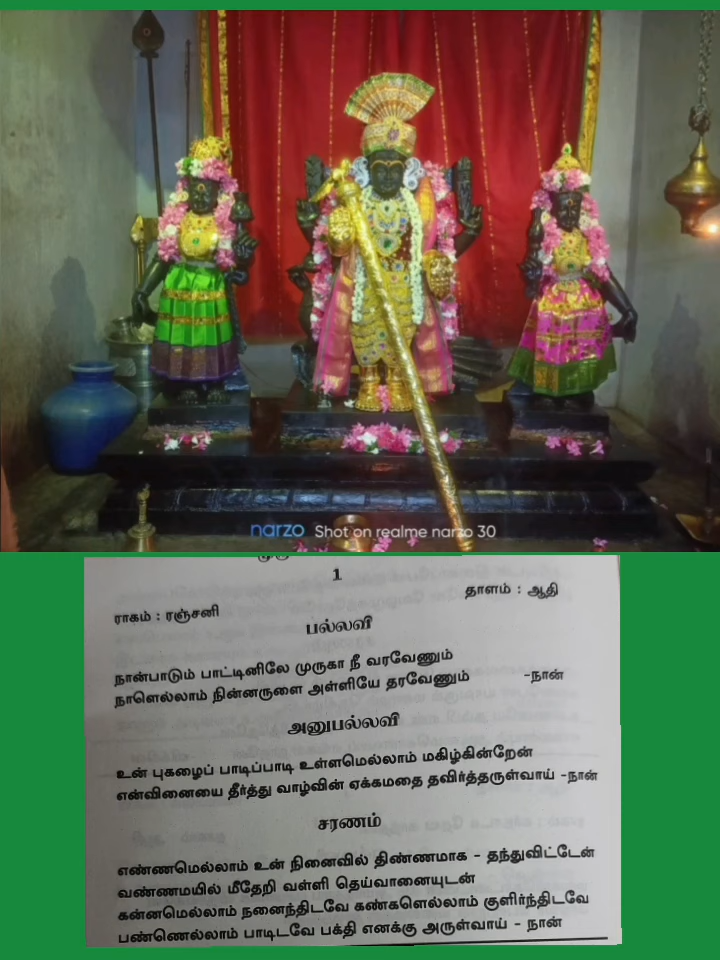 narzo Shot on realme narzo 30
1
ராகம் : ரஞ்சனி
தாளம் : ஆதி
பல்லவி
நான்பாடும் பாட்டினிலே முருகா நீ வரவேணும்
நாளெல்லாம் நின்னருளை அள்ளியே தரவேணும் -நான்
அனுபல்லவி
உன் புகழைப் பாடிப்பாடி உள்ளமெல்லாம் மகிழ்கின்றேன்
என்வினையை தீர்த்து வாழ்வின் ஏக்கமதை தவிர்த்தருள்வாய் -நான்
சரணம்
எண்ணமெல்லாம் உன் நினைவில் திண்ணமாக - தந்துவிட்டேன்
வண்ணமயில் மீதேறி வள்ளி தெய்வானையுடன்
கன்னமெல்லாம் நனைந்திடவே கண்களெல்லாம் குளிர்ந்திடவே
பண்ணெல்லாம் பாடிடவே பக்தி எனக்கு அருள்வாய் - நான்